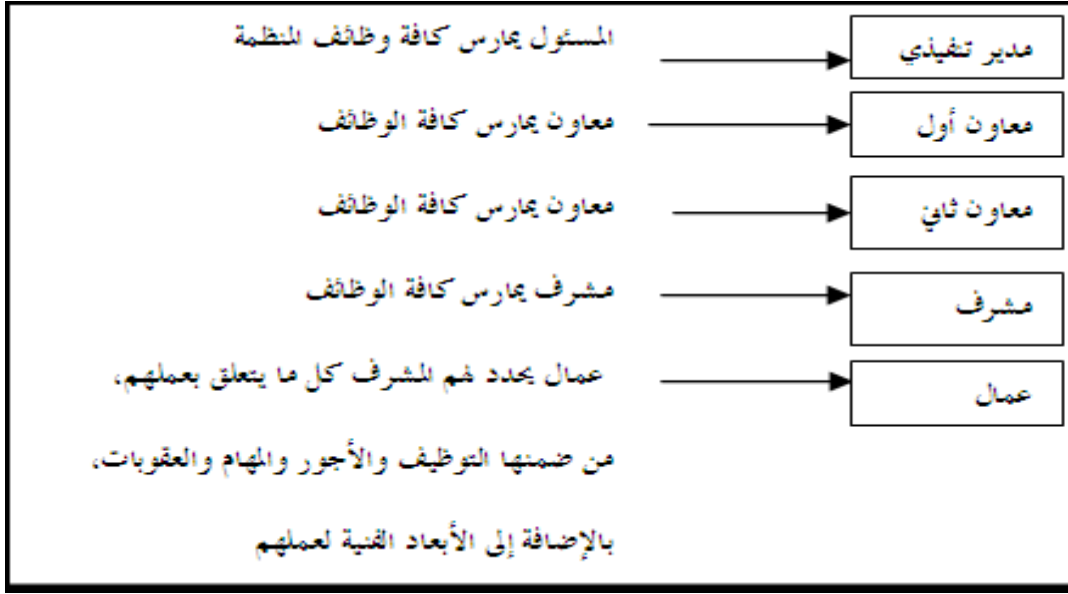 مدير تنفيذي
المسئول يمارس كافة وظائف المنظمة
معاون أول
معاون يمارس كافة الوظائف
معاون ثاني
معاون يمارس كافة الوظائف
مشرف
مشرف يمارس كافة الوظائف
عمال
عمال يحدد لهم المشرف كل ما يتعلق بعملهم،
من ضمنها التوظيف والأجور والمهام والعقوبات،
بالإضافة إلى الأبعاد الفنية لعملهم